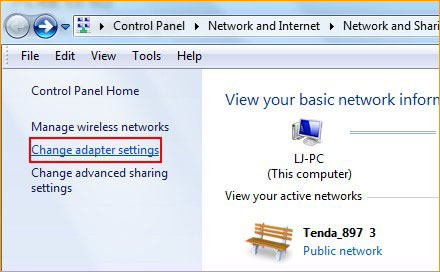 Control Panel Network and Internet Network and Shari
File Edit View Tools Help
Control Panel Home
View your basic network inforr
Manage wireless networks
Change adapter settings
Change advanced sharing
settings
LJ-PC
(This computer)
View your active networks
Tenda_897 3
Public network